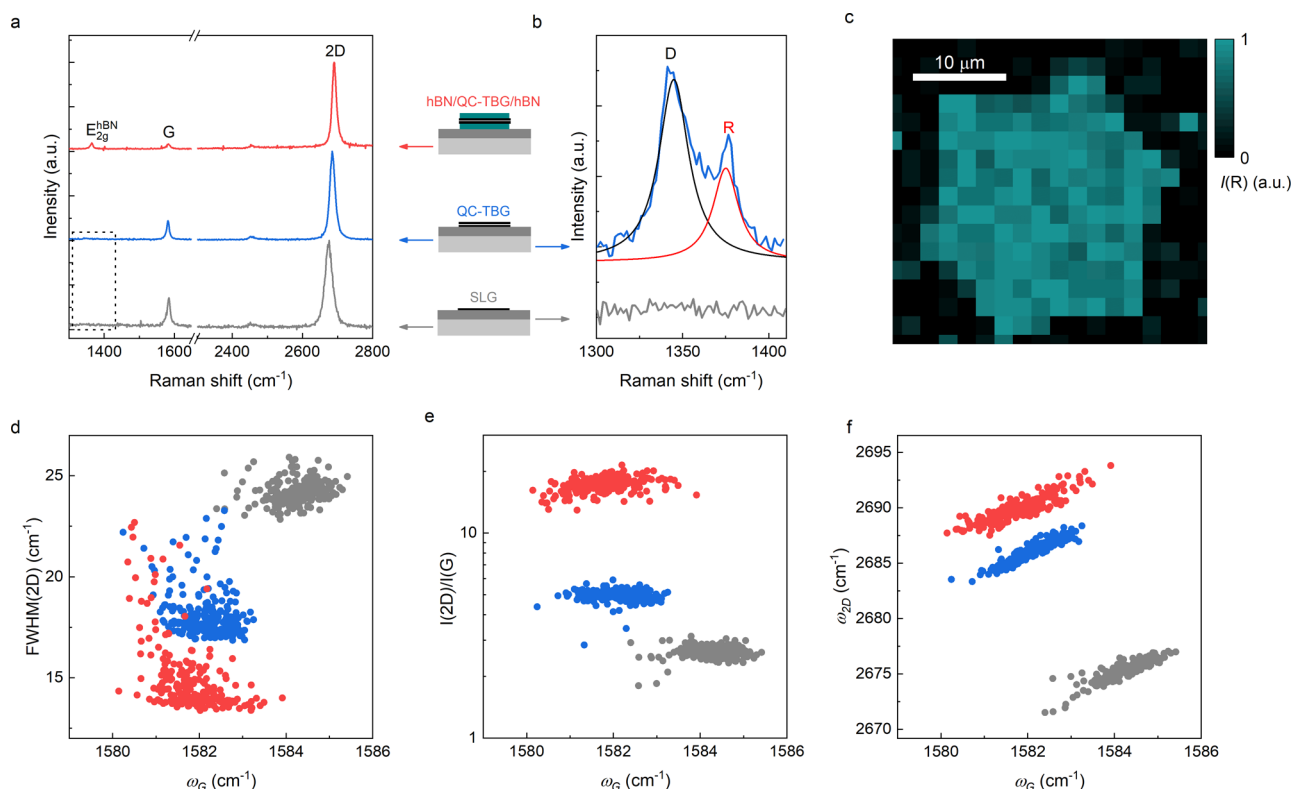 a
Inensity (a.u.)
E2g^hBN
G
2D
1400
1600
2400
2600
2800
Raman shift (cm⁻¹)
hBN/QC-TBG/hBN
QC-TBG
SLG
b
Intensity (a.u.)
D
R
1300
1350
1400
Raman shift (cm⁻¹)
c
10 μm
1
0
I(R) (a.u.)
d
FWHM(2D) (cm⁻¹)
25
20
15
1580
1582
1584
1586
ωG (cm⁻¹)
e
I(2D)/I(G)
10
1
1580
1582
1584
1586
ωG (cm⁻¹)
f
ω2D (cm⁻¹)
2695
2690
2685
2680
2675
2670
1580
1582
1584
1586
ωG (cm⁻¹)